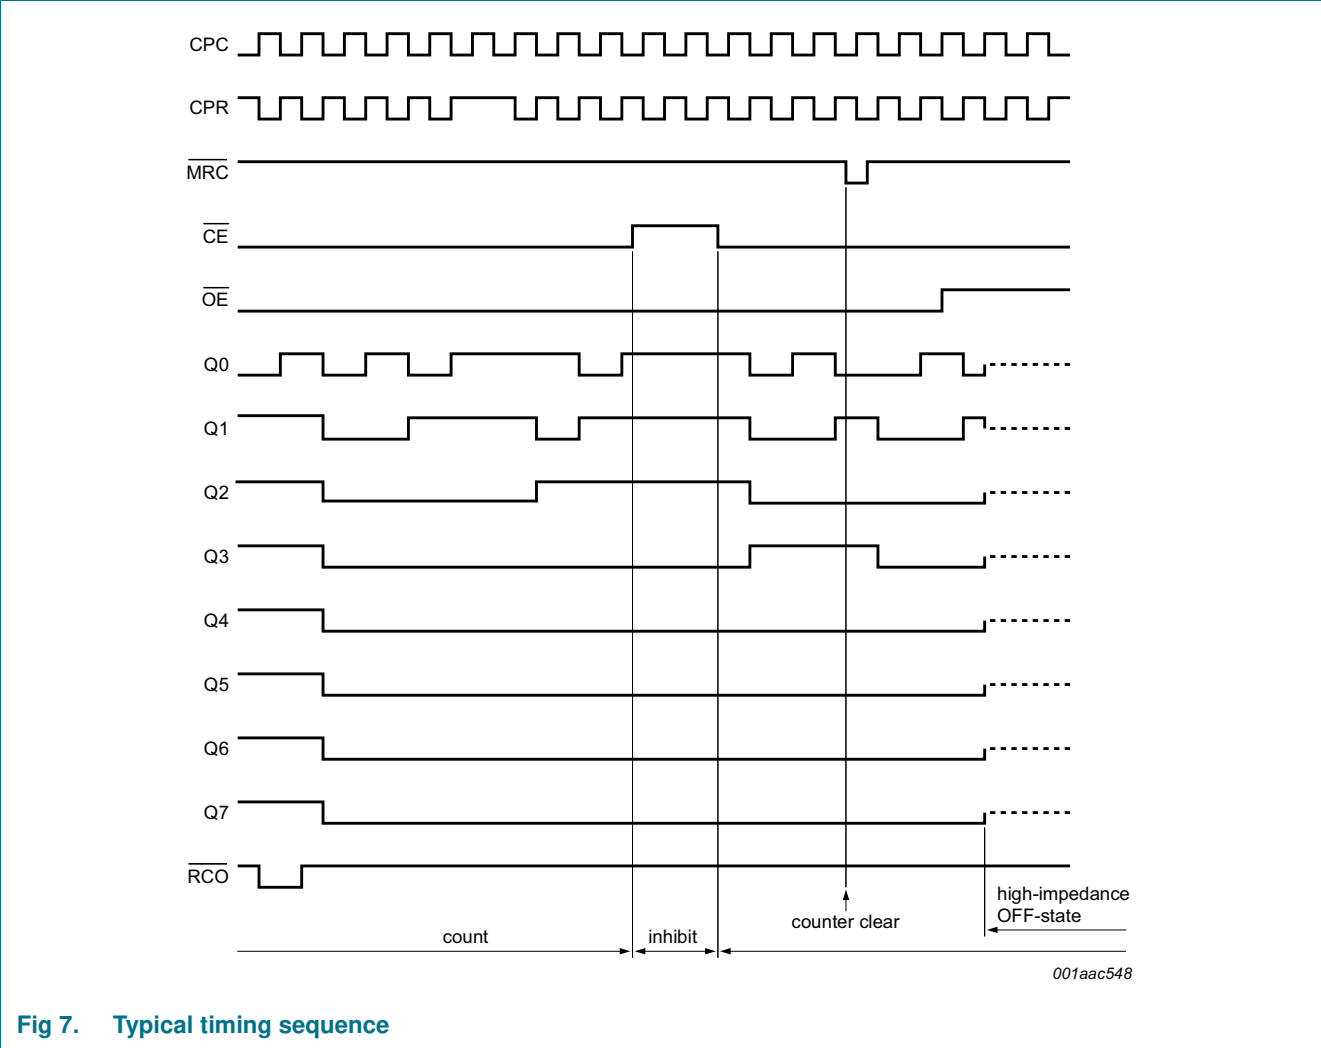 CPC
CPR
MRC
CE
OE
Q0
Q1
Q2
Q3
Q4
Q5
Q6
Q7
RCO
high-impedance
OFF-state
counter clear
count
inhibit
001aac548
Fig 7. Typical timing sequence